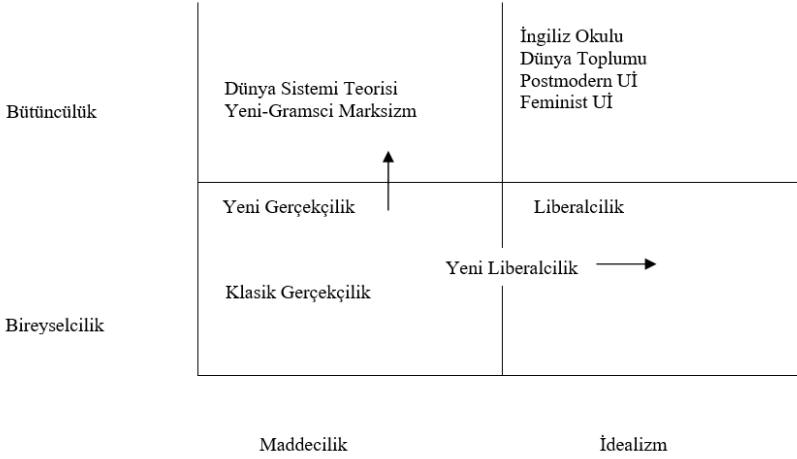 İngiliz Okulu
Dünya Toplumu
Postmodern Uİ
Feminist Uİ
Dünya Sistemi Teorisi
Yeni-Gramsci Marksizm
Bütüncülük
Yeni Gerçekçilik
Liberalcilik
Yeni Liberalcilik
Klasik Gerçekçilik
Bireyselcilik
Maddecilik
İdealizm